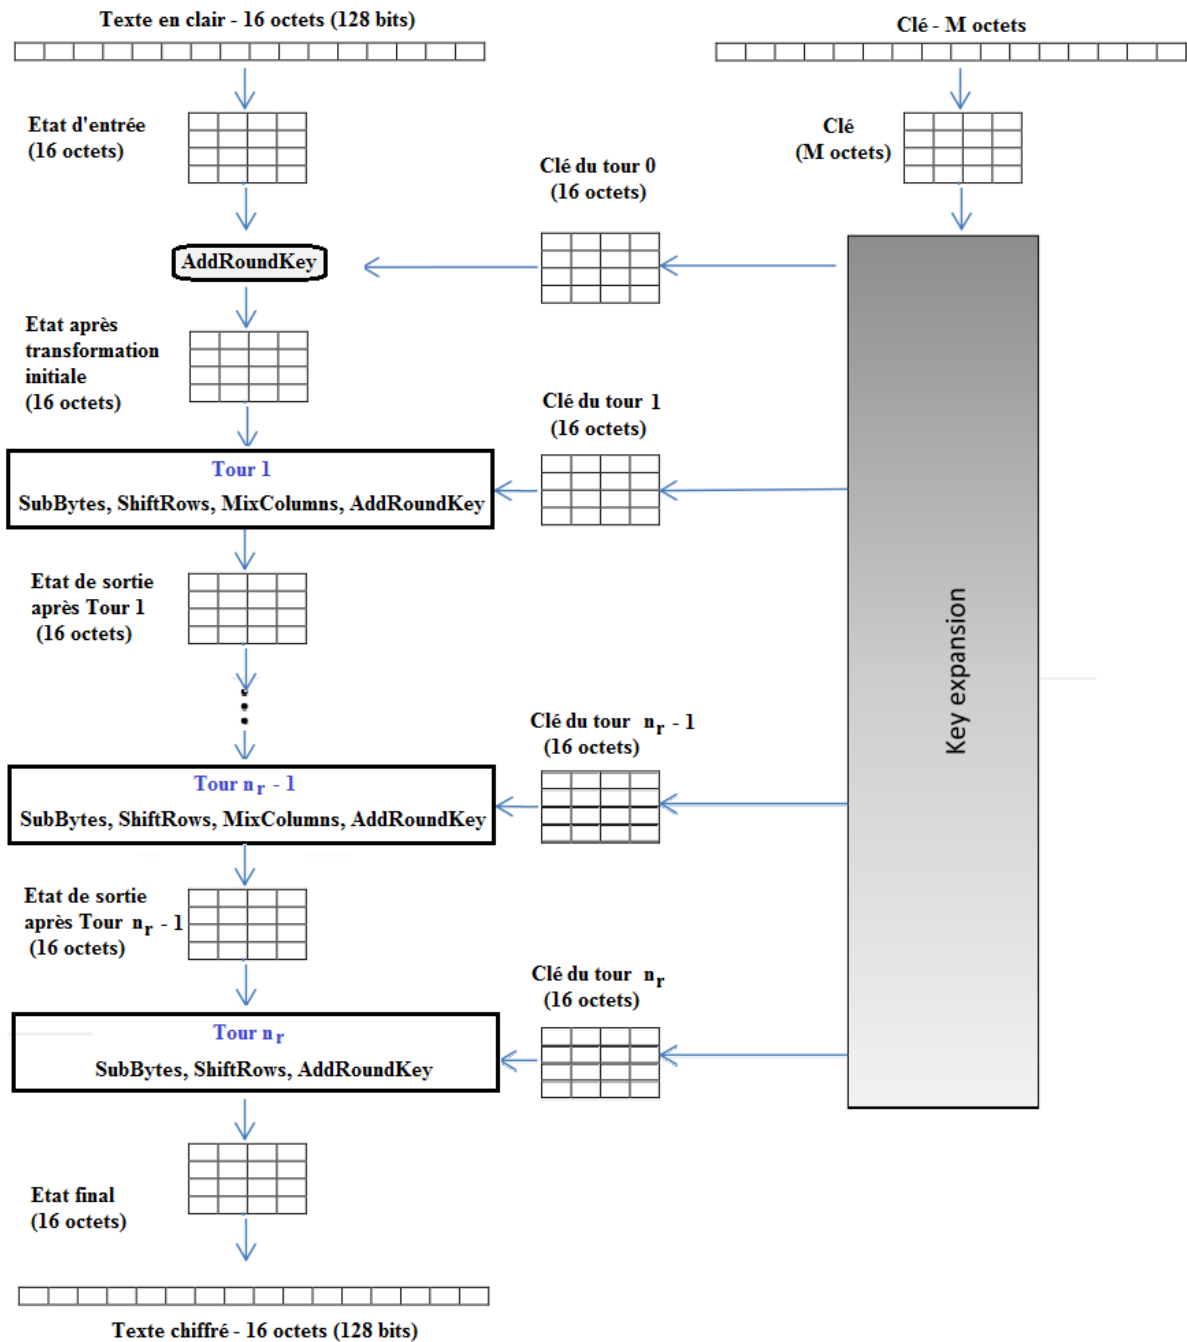 Texte en clair - 16 octets (128 bits)
Clé - M octets
Etat d'entrée
(16 octets)
Clé
(M octets)
Clé du tour 0
(16 octets)
AddRoundKey
Etat après
transformation
initiale
(16 octets)
Clé du tour 1
(16 octets)
Tour 1
SubBytes, ShiftRows, MixColumns, AddRoundKey
Etat de sortie
après Tour 1
(16 octets)
Key expansion
Clé du tour nr - 1
(16 octets)
Tour nr - 1
SubBytes, ShiftRows, MixColumns, AddRoundKey
Etat de sortie
après Tour nr - 1
(16 octets)
Clé du tour nr
(16 octets)
Tour nr
SubBytes, ShiftRows, AddRoundKey
Etat final
(16 octets)
Texte chiffré - 16 octets (128 bits)